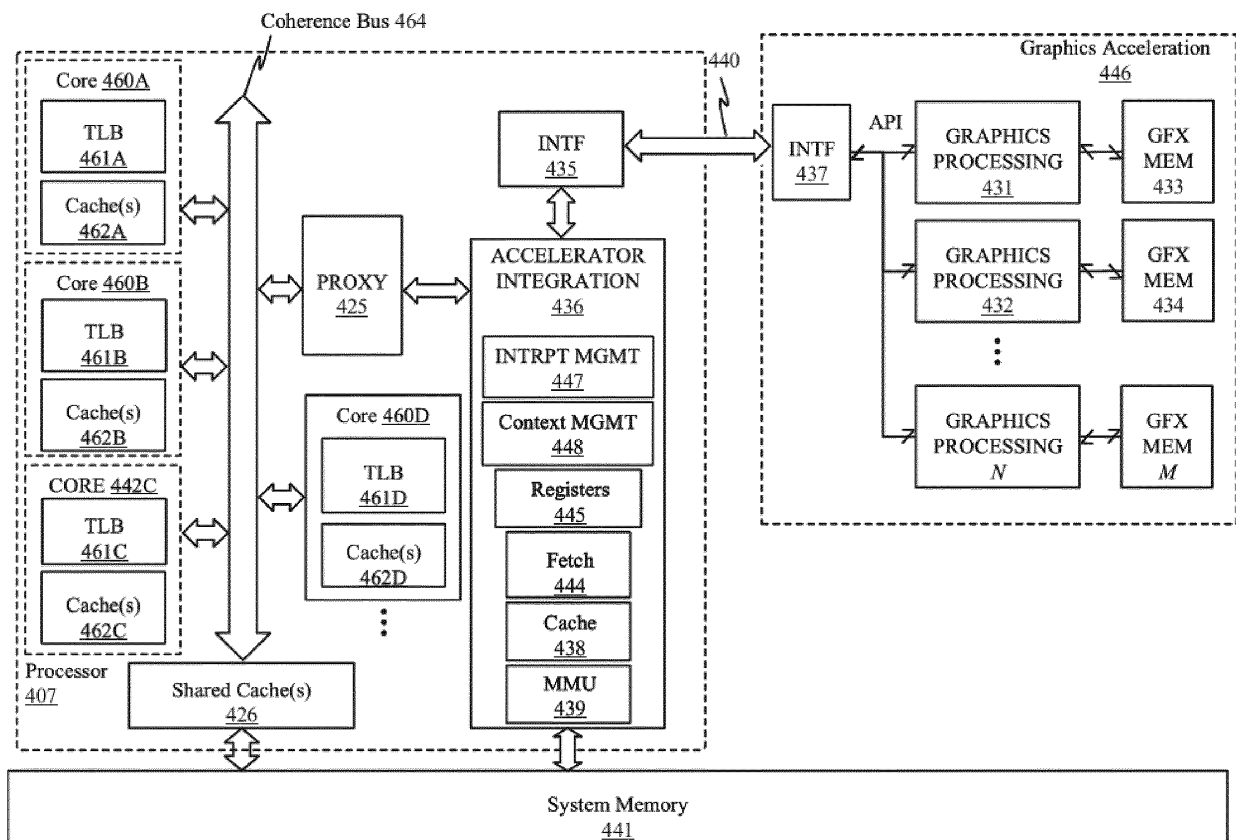 Coherence Bus 464
Core 460A
TLB
461A
Cache(s)
462A
Core 460B
TLB
461B
Cache(s)
462B
CORE 442C
TLB
461C
Cache(s)
462C
Processor
407
Shared Cache(s)
426
PROXY
425
Core 460D
TLB
461D
Cache(s)
462D
INTF
435
ACCELERATOR
INTEGRATION
436
INTRPT MGMT
447
Context MGMT
448
Registers
445
Fetch
444
Cache
438
MMU
439
440
Graphics Acceleration
446
INTF
437
API
GRAPHICS
PROCESSING
431
GFX
MEM
433
GRAPHICS
PROCESSING
432
GFX
MEM
434
GRAPHICS
PROCESSING
N
GFX
MEM
M
System Memory
441